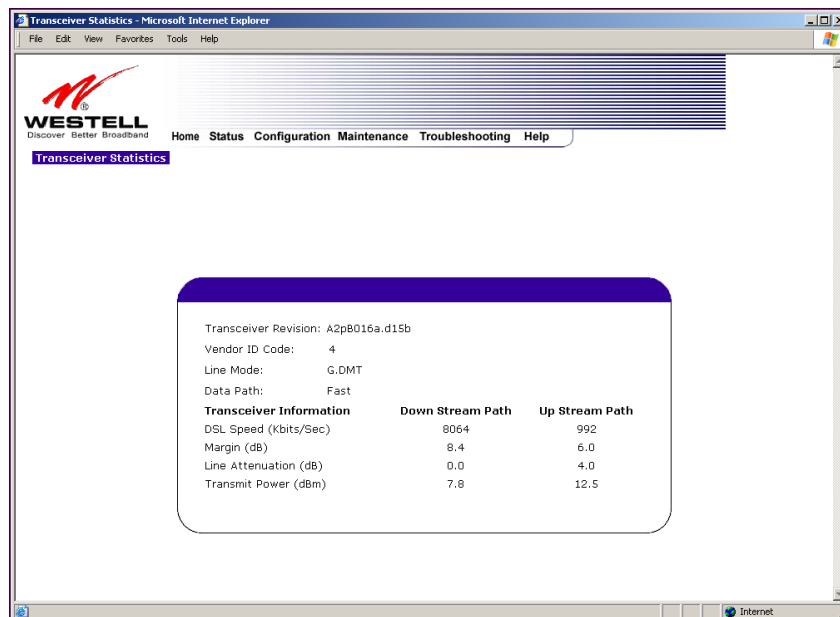 Transceiver Statistics - Microsoft Internet Explorer
File Edit View Favorites Tools Help
WESTELL
®
Discover Better Broadband
Home Status Configuration Maintenance Troubleshooting Help
Transceiver Statistics
Transceiver Revision: A2pB016a.d15b
Vendor ID Code: 4
Line Mode: G.DMT
Data Path: Fast
Transceiver Information Down Stream Path Up Stream Path
DSL Speed (Kbits/Sec) 8064 992
Margin (dB) 8.4 6.0
Line Attenuation (dB) 0.0 4.0
Transmit Power (dBm) 7.8 12.5
Internet